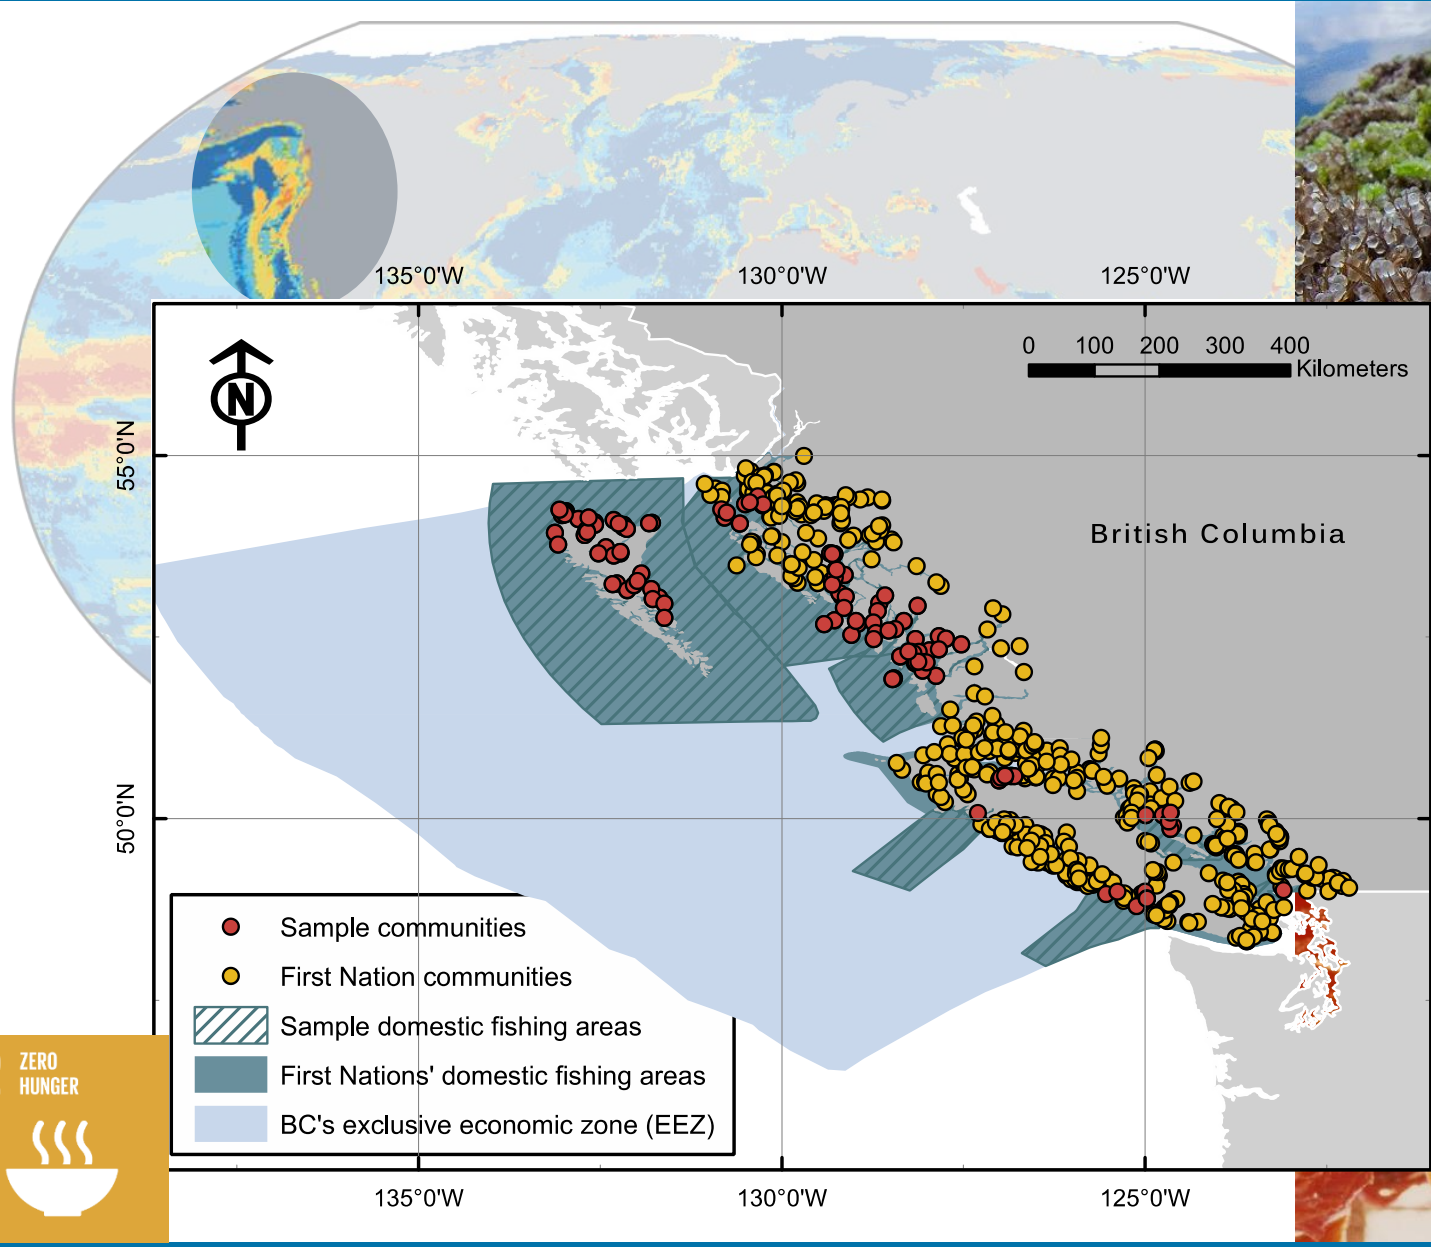 135°0'W 130°0'W 125°0'W
0 100 200 300 400
Kilometers
N
55°0'N
British Columbia
50°0'N
Sample communities
First Nation communities
Sample domestic fishing areas
First Nations' domestic fishing areas
BC's exclusive economic zone (EEZ)
ZERO
HUNGER
135°0'W 130°0'W 125°0'W